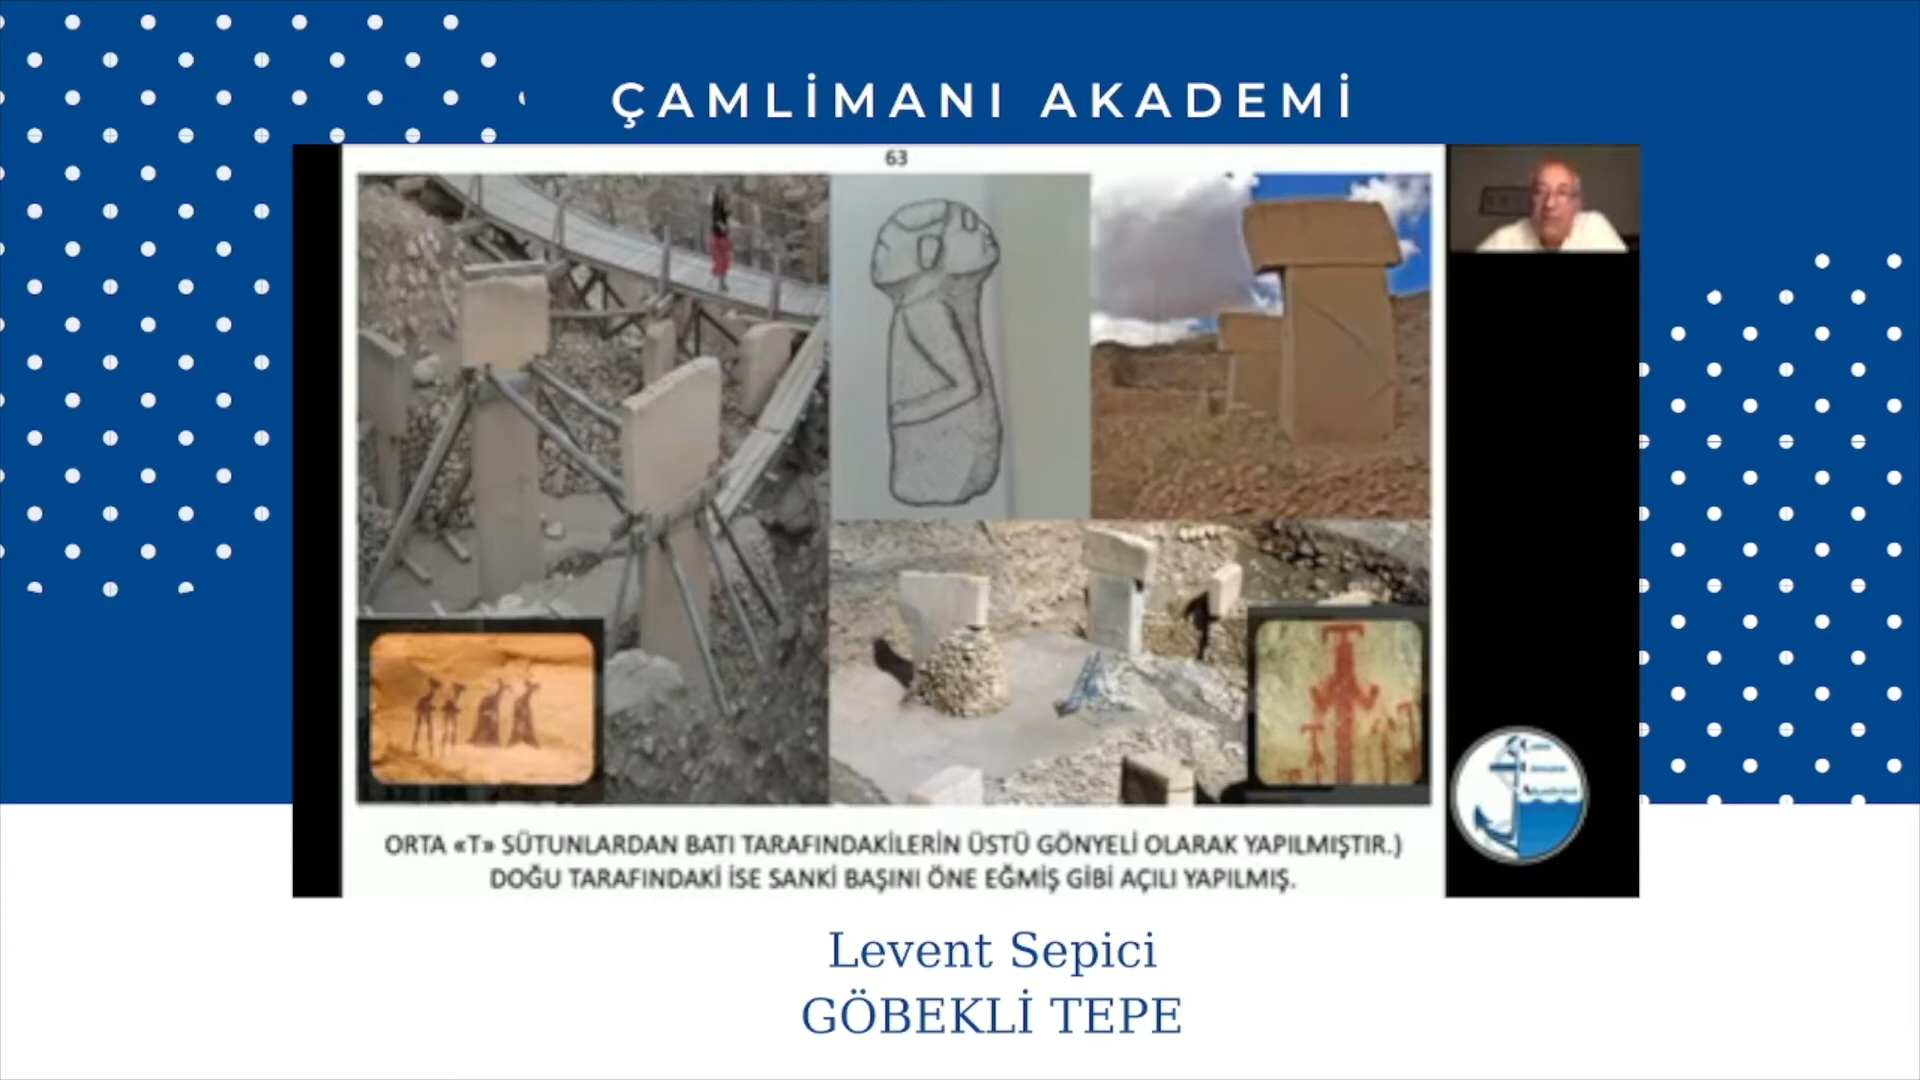 ÇAMLİMANI AKADEMİ
63
ORTA «T» SÜTUNLARDAN BATI TARAFINDAKİLERİN ÜSTÜ GÖNYELİ OLARAK YAPILMIŞTIR.)
DOĞU TARAFINDAKİ İSE SANKİ BAŞINI ÖNE EĞMİŞ GİBİ AÇILI YAPILMIŞ.
Levent Sepici
GÖBEKLİ TEPE